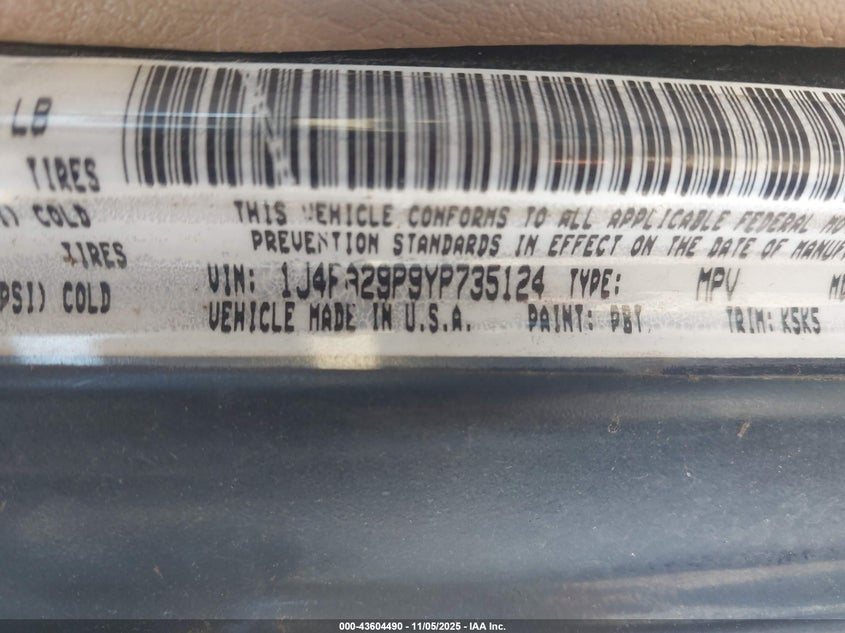 LB
TIRES
COLD
THIS VEHICLE CONFORMS TO ALL APPLICABLE FEDERAL MO
PREVENTION STANDARDS IN EFFECT ON THE DATE OF MANUF
TIRES
VIN: 1J4FA29P9YP735124 TYPE: MPV
PSI) COLD
VEHICLE MADE IN U.S.A. PAINT: PBT TRIM: K5K5
000-43604490 - 11/05/2025 - IAA Inc.